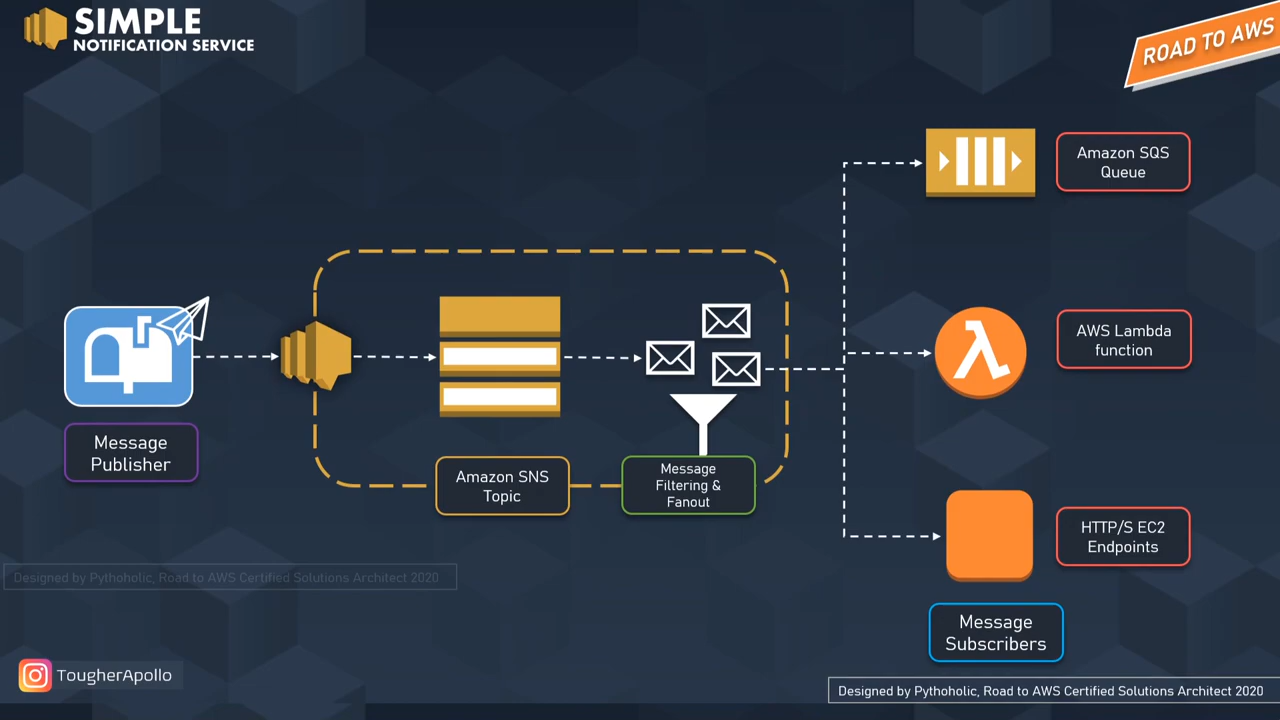 SIMPLE
NOTIFICATION SERVICE
ROAD TO AWS
Amazon SQS
Queue
AWS Lambda
function
Message
Publisher
Amazon SNS
Topic
Message
Filtering &
Fanout
HTTP/S EC2
Endpoints
Designed by Pythoholic, Road to AWS Certified Solutions Architect 2020
Message
Subscribers
TougherApollo
Designed by Pythoholic, Road to AWS Certified Solutions Architect 2020